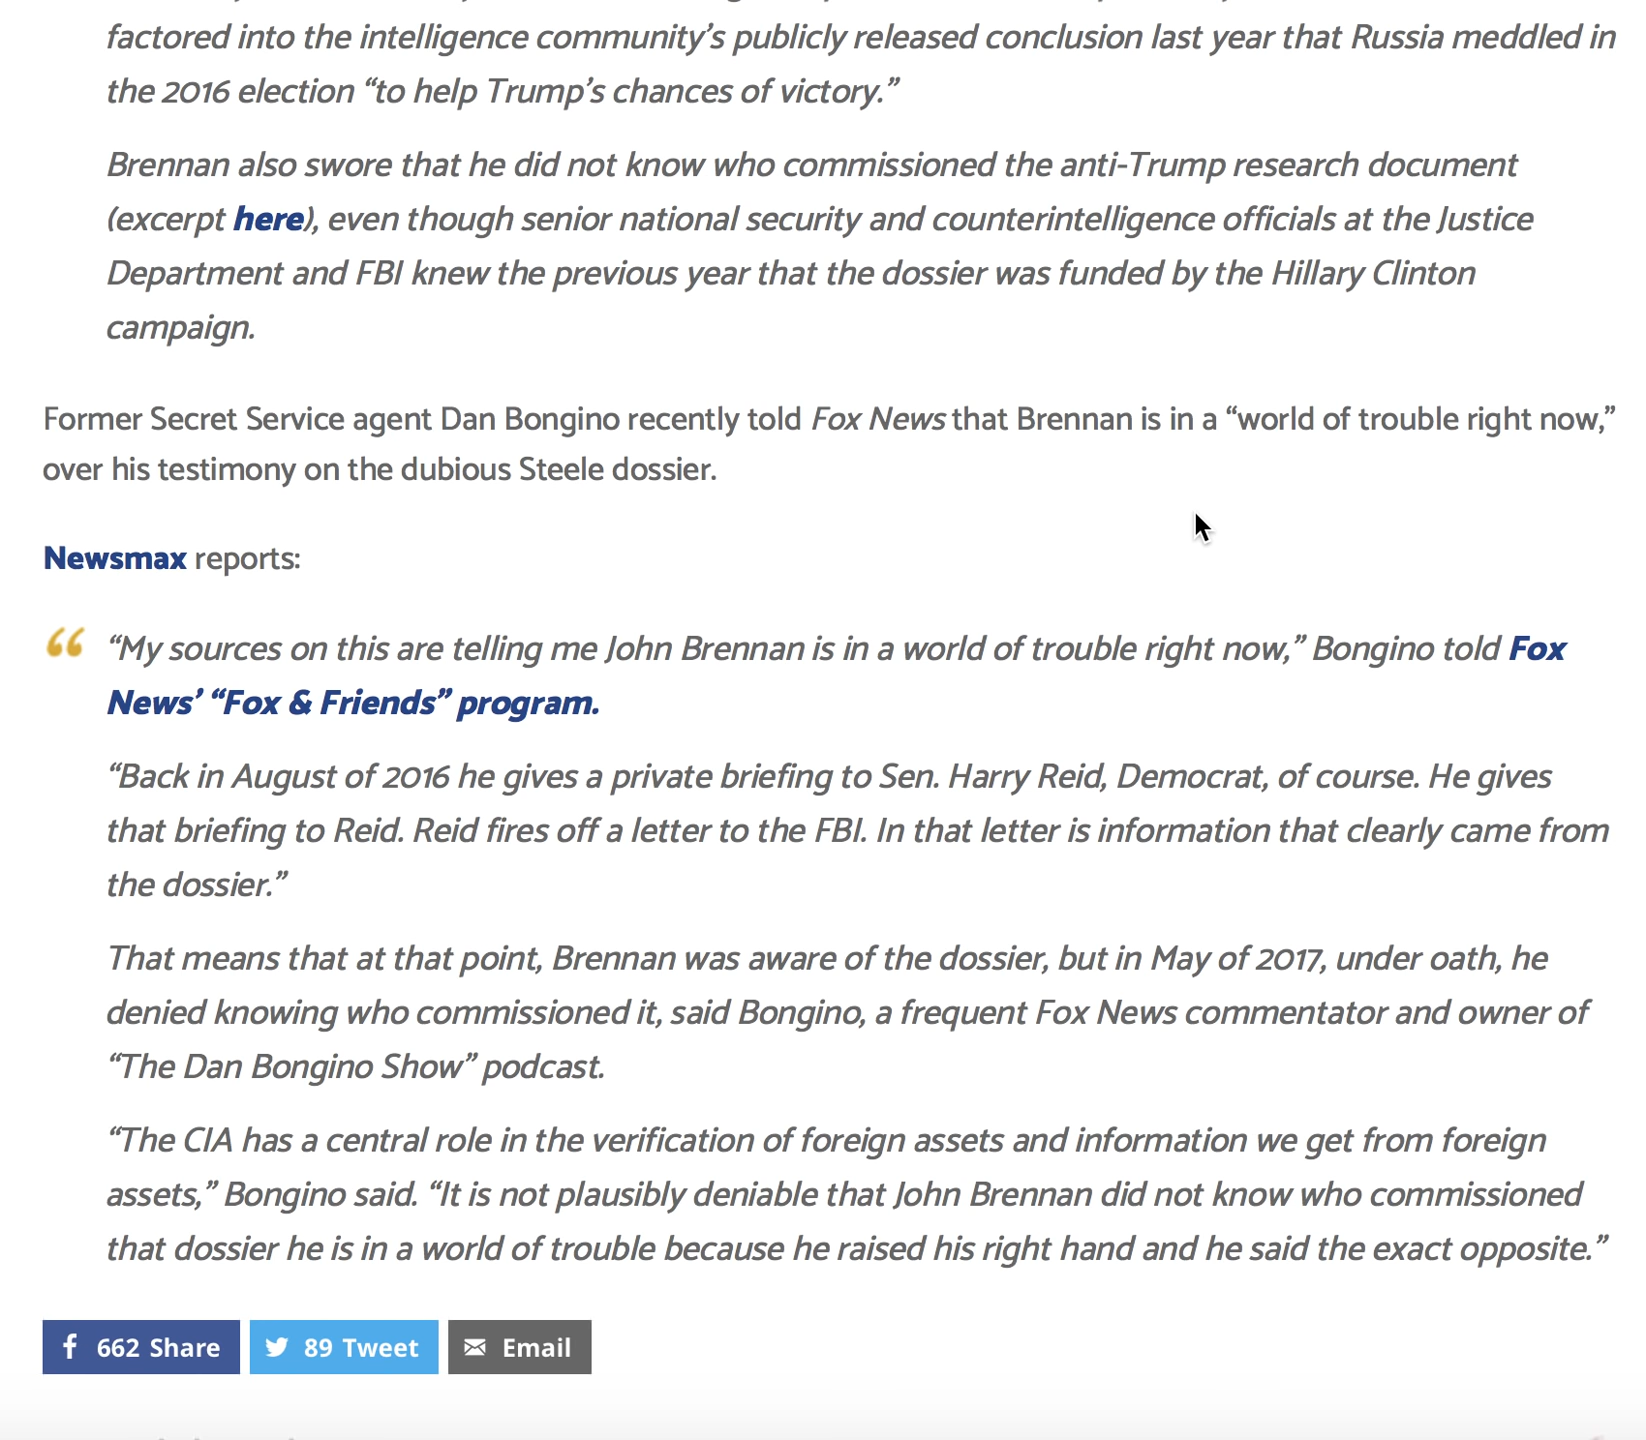 factored into the intelligence community’s publicly released conclusion last year that Russia meddled in
the 2016 election “to help Trump’s chances of victory.”
Brennan also swore that he did not know who commissioned the anti-Trump research document
(excerpt here), even though senior national security and counterintelligence officials at the Justice
Department and FBI knew the previous year that the dossier was funded by the Hillary Clinton
campaign.
Former Secret Service agent Dan Bongino recently told Fox News that Brennan is in a “world of trouble right now,”
over his testimony on the dubious Steele dossier.
Newsmax reports:
“ “My sources on this are telling me John Brennan is in a world of trouble right now,” Bongino told Fox
News’ “Fox & Friends” program.
“Back in August of 2016 he gives a private briefing to Sen. Harry Reid, Democrat, of course. He gives
that briefing to Reid. Reid fires off a letter to the FBI. In that letter is information that clearly came from
the dossier.”
That means that at that point, Brennan was aware of the dossier, but in May of 2017, under oath, he
denied knowing who commissioned it, said Bongino, a frequent Fox News commentator and owner of
“The Dan Bongino Show” podcast.
“The CIA has a central role in the verification of foreign assets and information we get from foreign
assets,” Bongino said. “It is not plausibly deniable that John Brennan did not know who commissioned
that dossier he is in a world of trouble because he raised his right hand and he said the exact opposite.”
662 Share 89 Tweet Email